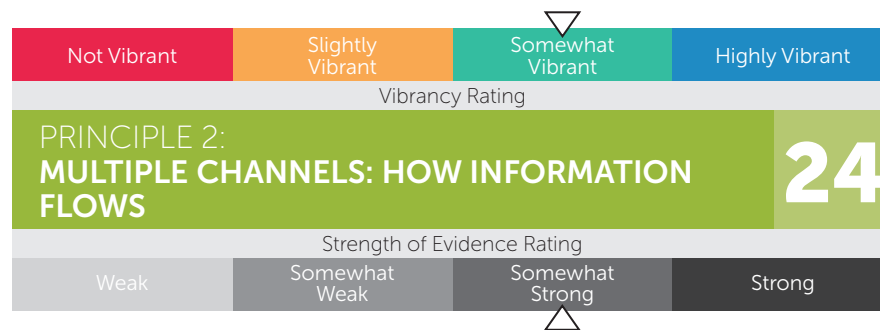 Not Vibrant
Slightly
Vibrant
Somewhat
Vibrant
Highly Vibrant
Vibrancy Rating
PRINCIPLE 2:
MULTIPLE CHANNELS: HOW INFORMATION
FLOWS
24
Strength of Evidence Rating
Weak
Somewhat
Weak
Somewhat
Strong
Strong